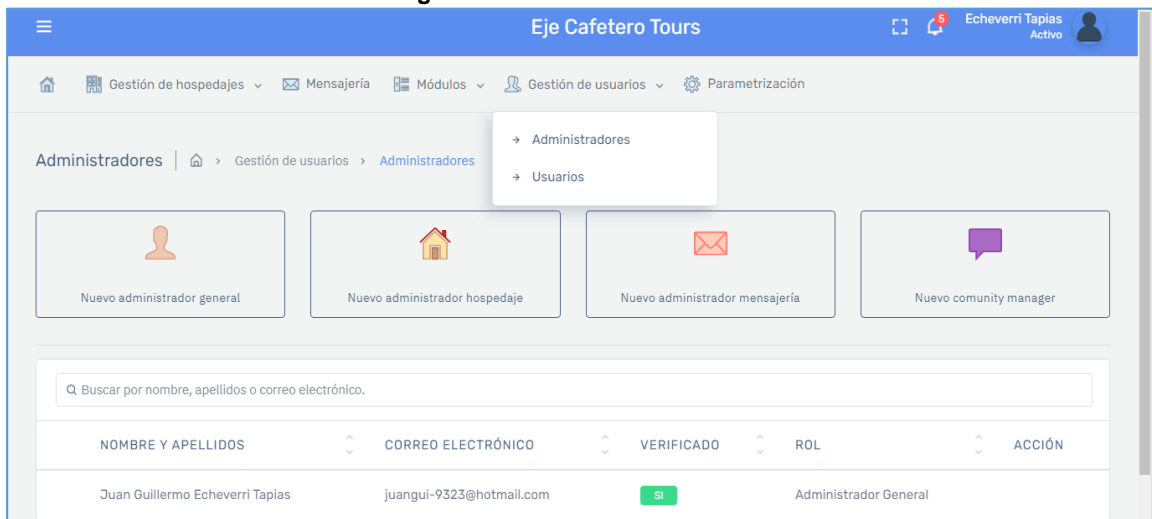 Eje Cafetero Tours
5
Echeverri Tapias
Activo
Gestión de hospedajes
Mensajería
Módulos
Gestión de usuarios
Parametrización
Administradores
Usuarios
Administradores
Gestión de usuarios
Administradores
Nuevo administrador general
Nuevo administrador hospedaje
Nuevo administrador mensajería
Nuevo comunity manager
Buscar por nombre, apellidos o correo electrónico.
NOMBRE Y APELLIDOS
CORREO ELECTRÓNICO
VERIFICADO
ROL
ACCIÓN
Juan Guillermo Echeverri Tapias
juangui-9323@hotmail.com
SI
Administrador General